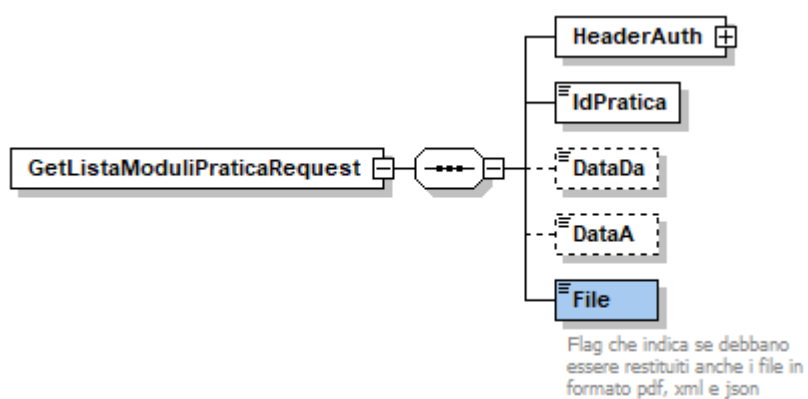 HeaderAuth
IdPratica
GetListaModuliPraticaRequest
DataDa
DataA
File
Flag che indica se debbano
essere restituiti anche i file in
formato pdf, xml e json